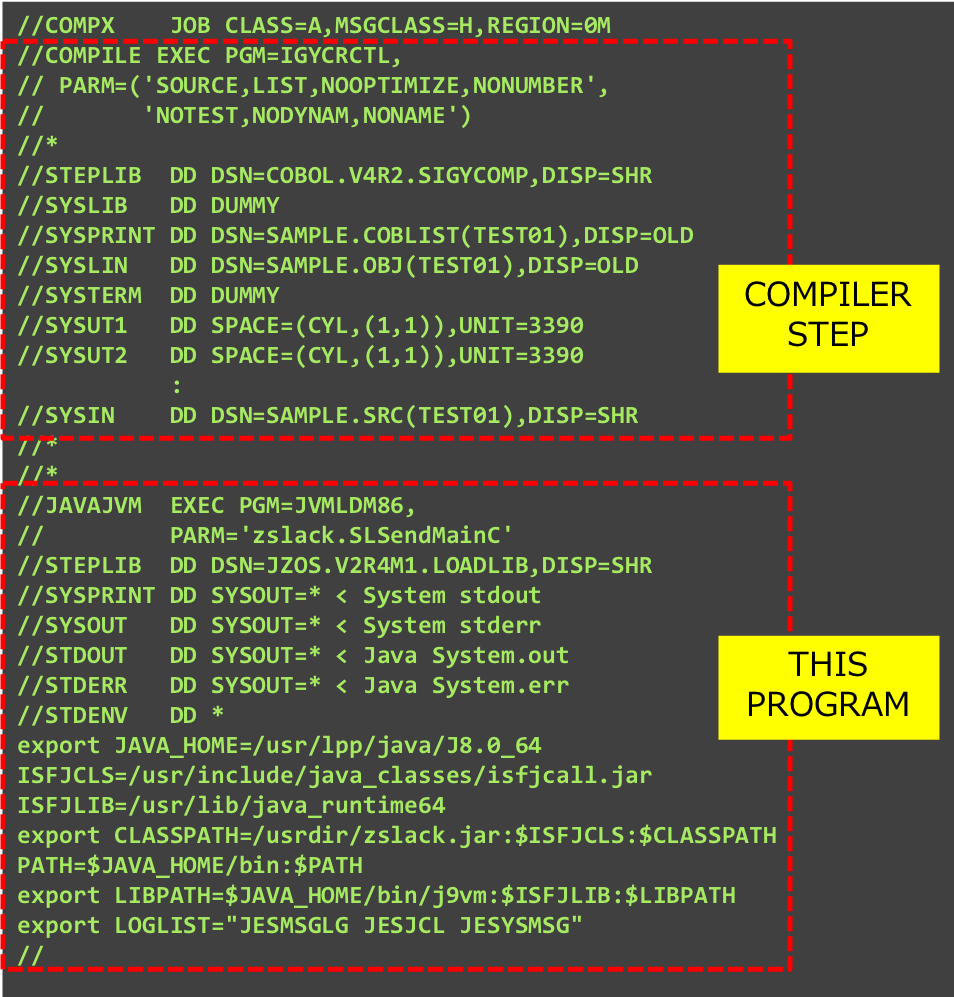 //COMPX    JOB CLASS=A,MSGCLASS=H,REGION=0M
//COMPILE EXEC PGM=IGYCRCTL,
// PARM=('SOURCE,LIST,NOOPTIMIZE,NONUMBER',
//       'NOTEST,NODYNAM,NONAME')
//*
//STEPLIB  DD DSN=COBOL.V4R2.SIGYCOMP,DISP=SHR
//SYSLIB   DD DUMMY
//SYSPRINT DD DSN=SAMPLE.COBLIST(TEST01),DISP=OLD
//SYSLIN   DD DSN=SAMPLE.OBJ(TEST01),DISP=OLD
//SYSTERM  DD DUMMY
//SYSUT1   DD SPACE=(CYL,(1,1)),UNIT=3390
//SYSUT2   DD SPACE=(CYL,(1,1)),UNIT=3390
           :
//SYSIN    DD DSN=SAMPLE.SRC(TEST01),DISP=SHR
COMPILER
STEP
//*
//*
//JAVAJVM  EXEC PGM=JVMLDM86,
//         PARM='zslack.SLSendMainC'
//STEPLIB  DD DSN=JZOS.V2R4M1.LOADLIB,DISP=SHR
//SYSPRINT DD SYSOUT=* < System stdout
//SYSOUT   DD SYSOUT=* < System stderr
//STDOUT   DD SYSOUT=* < Java System.out
//STDERR   DD SYSOUT=* < Java System.err
//STDENV   DD *
export JAVA_HOME=/usr/lpp/java/J8.0_64
ISFJCLS=/usr/include/java_classes/isfjcall.jar
ISFJLIB=/usr/lib/java_runtime64
export CLASSPATH=/usrdir/zslack.jar:$ISFJCLS:$CLASSPATH
PATH=$JAVA_HOME/bin:$PATH
export LIBPATH=$JAVA_HOME/bin/j9vm:$ISFJLIB:$LIBPATH
export LOGLIST="JESMSGLG JESJCL JESYSMSG"
//
THIS
PROGRAM